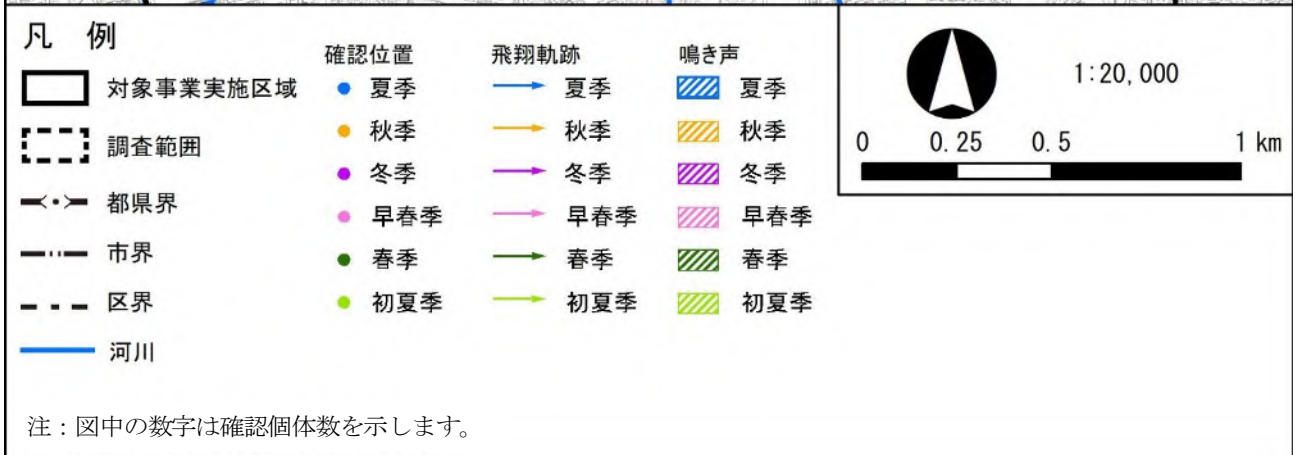 凡 例
対象事業実施区域
調査範囲
都県界
市界
区界
河川
確認位置
夏季
秋季
冬季
早春季
春季
初夏季
飛翔軌跡
夏季
秋季
冬季
早春季
春季
初夏季
鳴き声
夏季
秋季
冬季
早春季
春季
初夏季
1:20,000
0 0.25 0.5 1 km
注：図中の数字は確認個体数を示します。